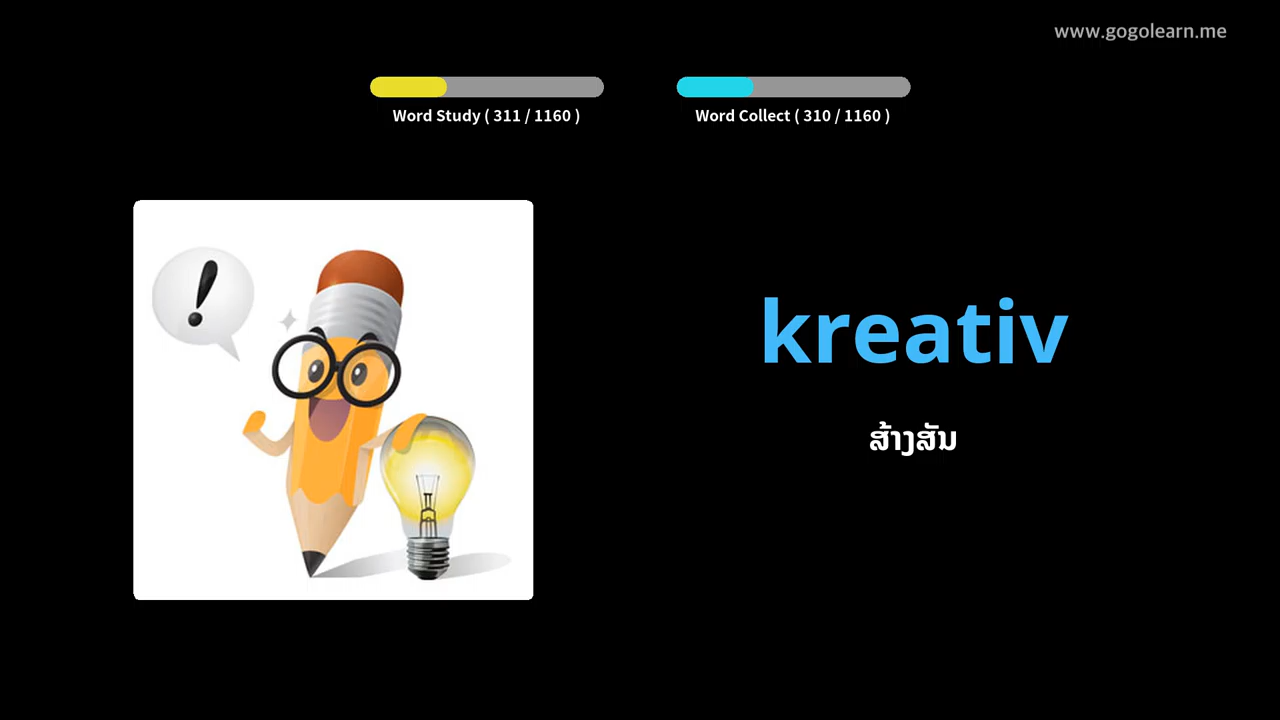 www.gogolearn.me
Word Study ( 311 / 1160 )
Word Collect ( 310 / 1160 )
!
kreativ
ສ້າງສັນ